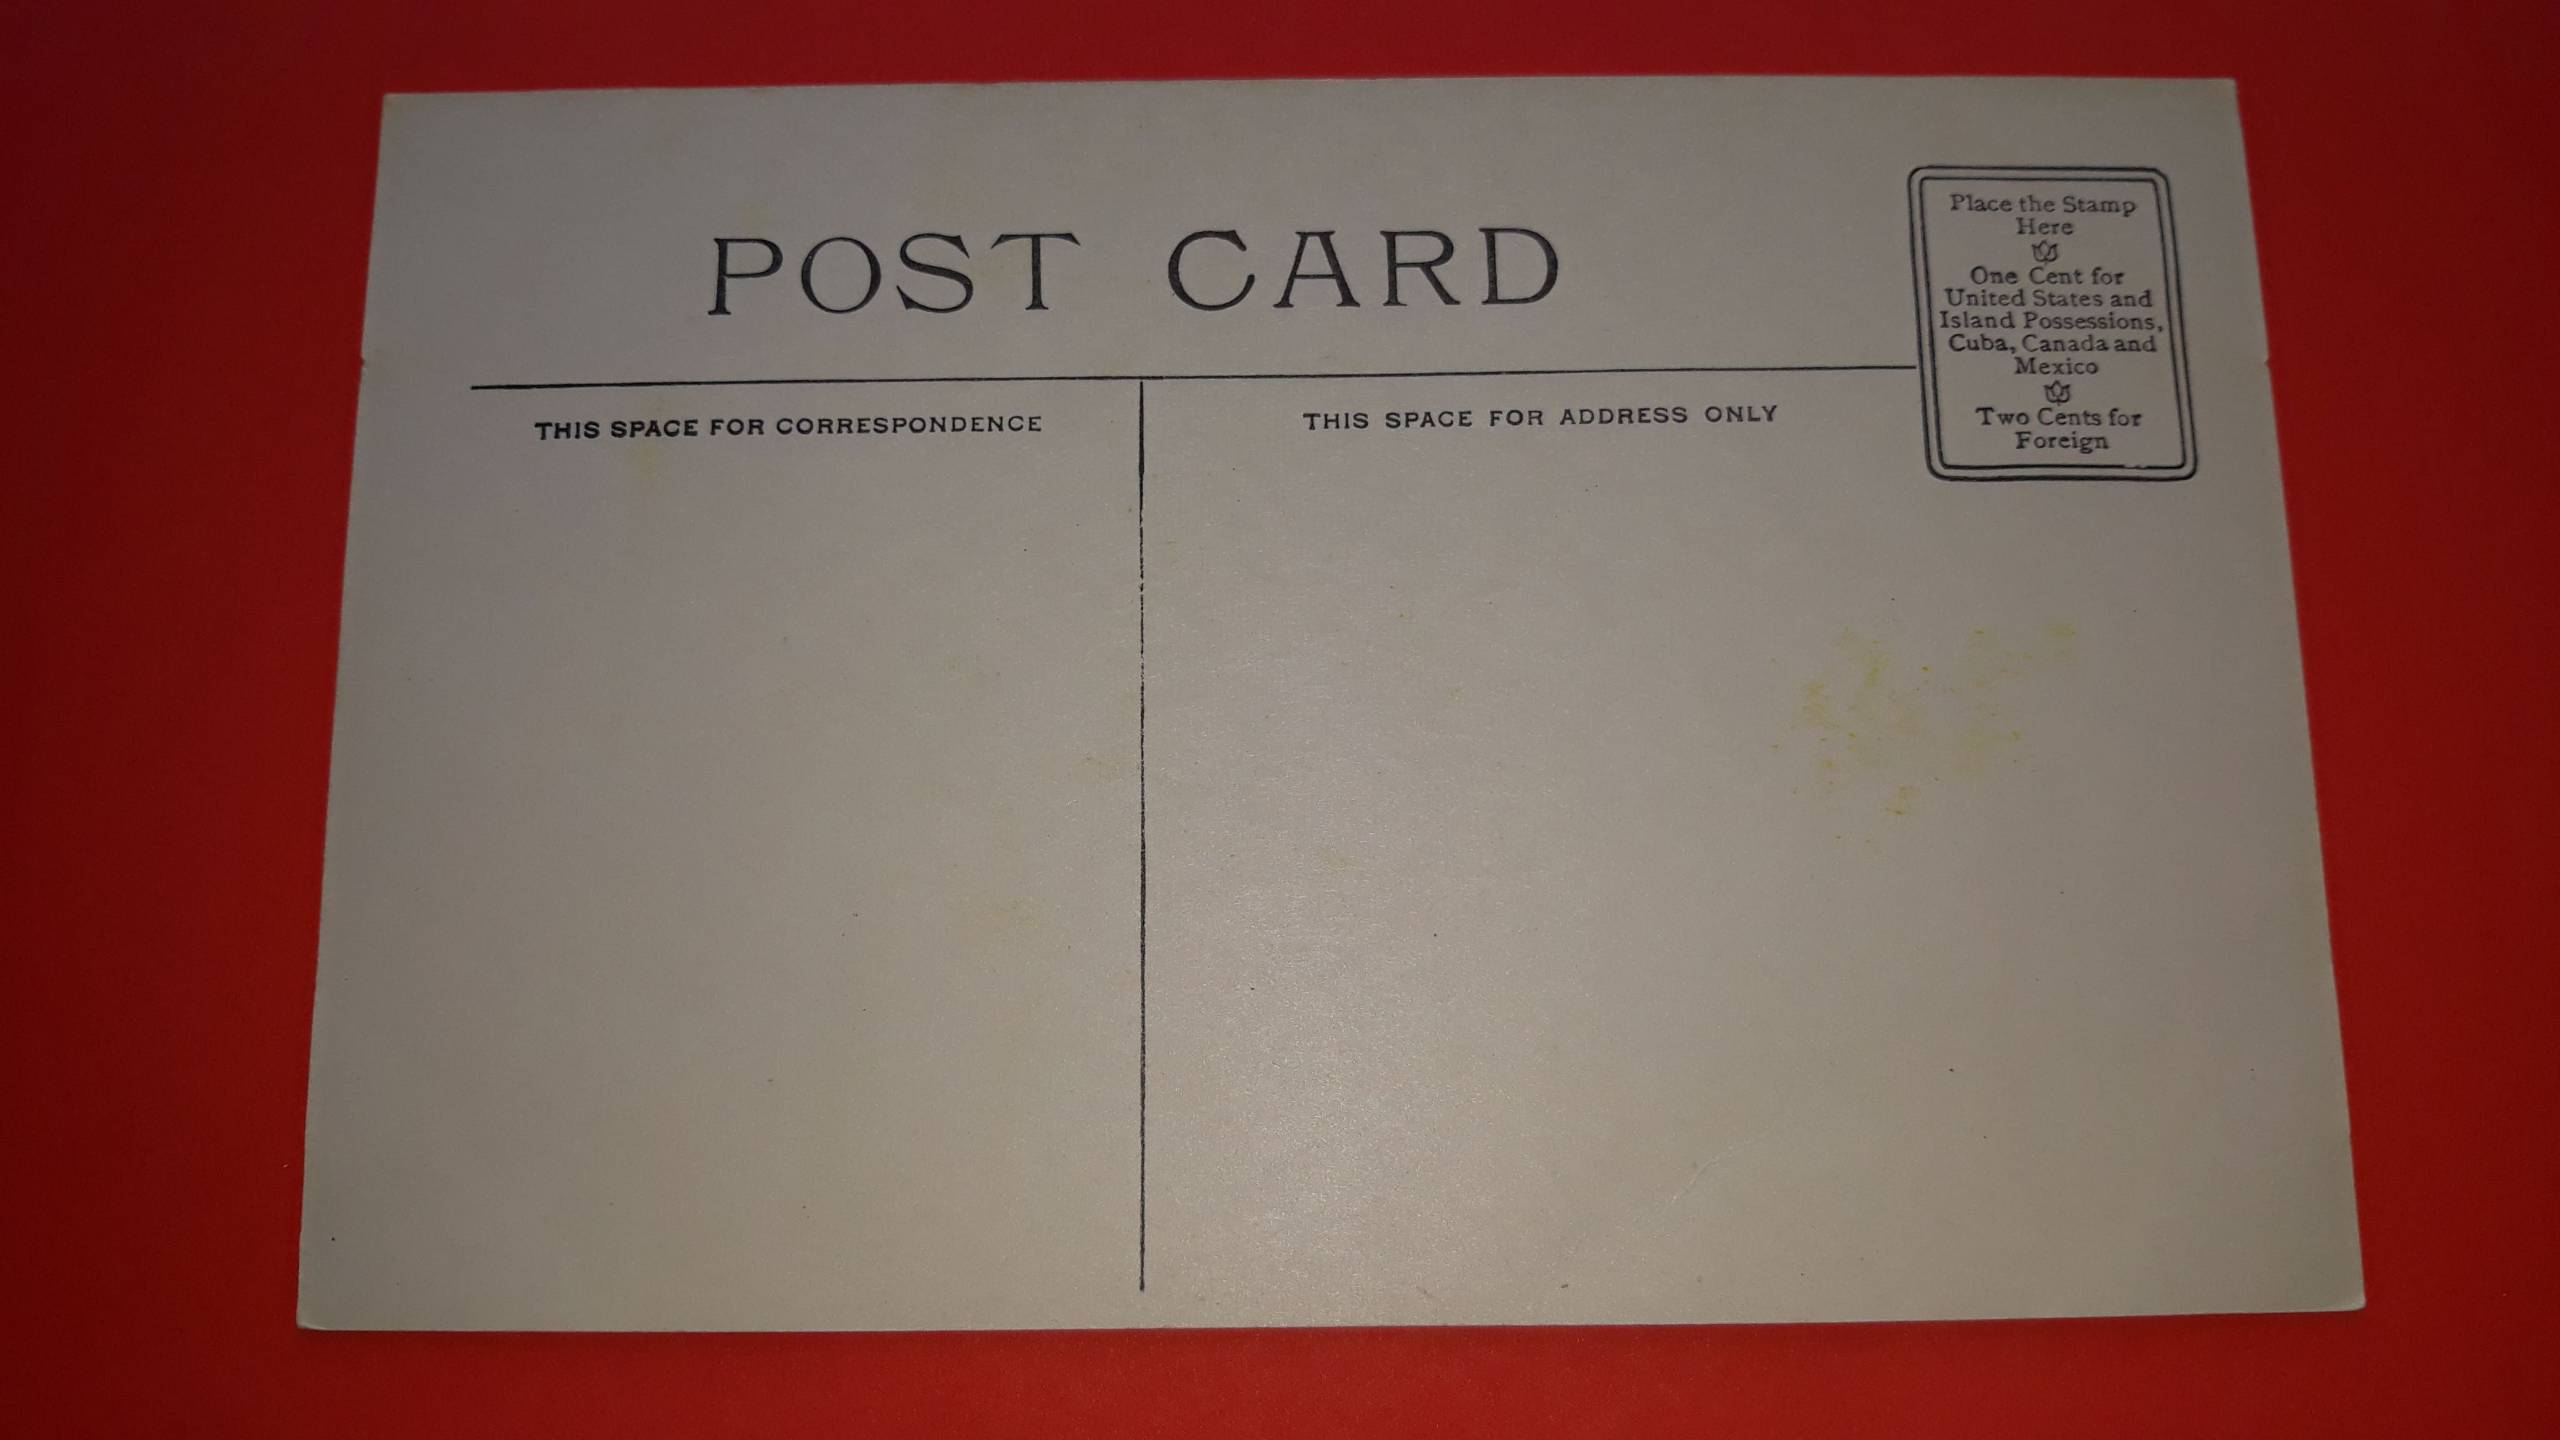 POST CARD
Place the Stamp
Here
One Cent for
United States and
Island Possessions,
Cuba, Canada and
Mexico
Two Cents for
Foreign
THIS SPACE FOR CORRESPONDENCE
THIS SPACE FOR ADDRESS ONLY